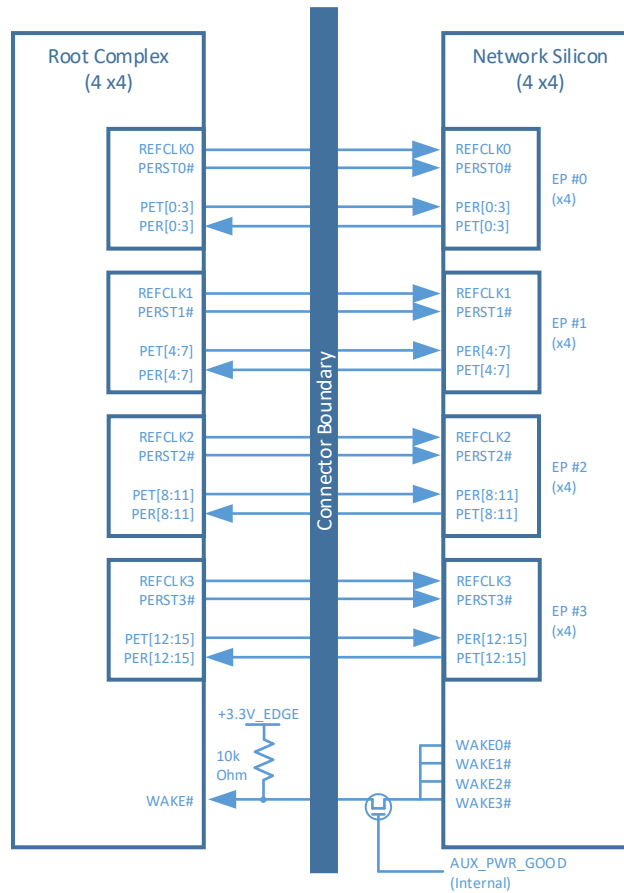 Root Complex
(4 x4)
REFCLK0
PERST0#
PET[0:3]
PER[0:3]
REFCLK1
PERST1#
PET[4:7]
PER[4:7]
REFCLK2
PERST2#
PET[8:11]
PER[8:11]
REFCLK3
PERST3#
PET[12:15]
PER[12:15]
+3.3V_EDGE
10k
Ohm
WAKE#
Connector Boundary
Network Silicon
(4 x4)
REFCLK0
PERST0#
PER[0:3]
PET[0:3]
EP #0
(x4)
REFCLK1
PERST1#
PER[4:7]
PET[4:7]
EP #1
(x4)
REFCLK2
PERST2#
PER[8:11]
PET[8:11]
EP #2
(x4)
REFCLK3
PERST3#
PER[12:15]
PET[12:15]
EP #3
(x4)
WAKE0#
WAKE1#
WAKE2#
WAKE3#
AUX_PWR_GOOD
(Internal)